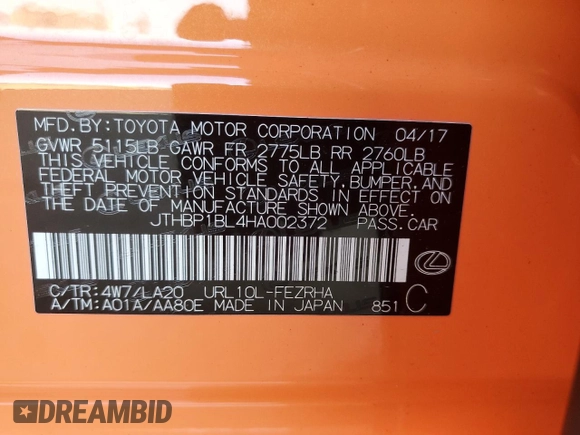 MFD.BY:TOYOTA MOTOR CORPORATION 04/17
GVWR 5115LB GAWR FR 2775LB RR 2760LB
THIS VEHICLE CONFORMS TO ALL APPLICABLE
FEDERAL MOTOR VEHICLE SAFETY,BUMPER,AND
THEFT PREVENTION STANDARDS IN EFFECT ON THE
DATE OF MANUFACTURE SHOWN ABOVE.
JTHBP1BL4HA002372 PASS.CAR
C/TR:4W7/LA20 URL10L-FEZRHA
A/TM:A01A/AA80E MADE IN JAPAN 851 C
DREAMBID